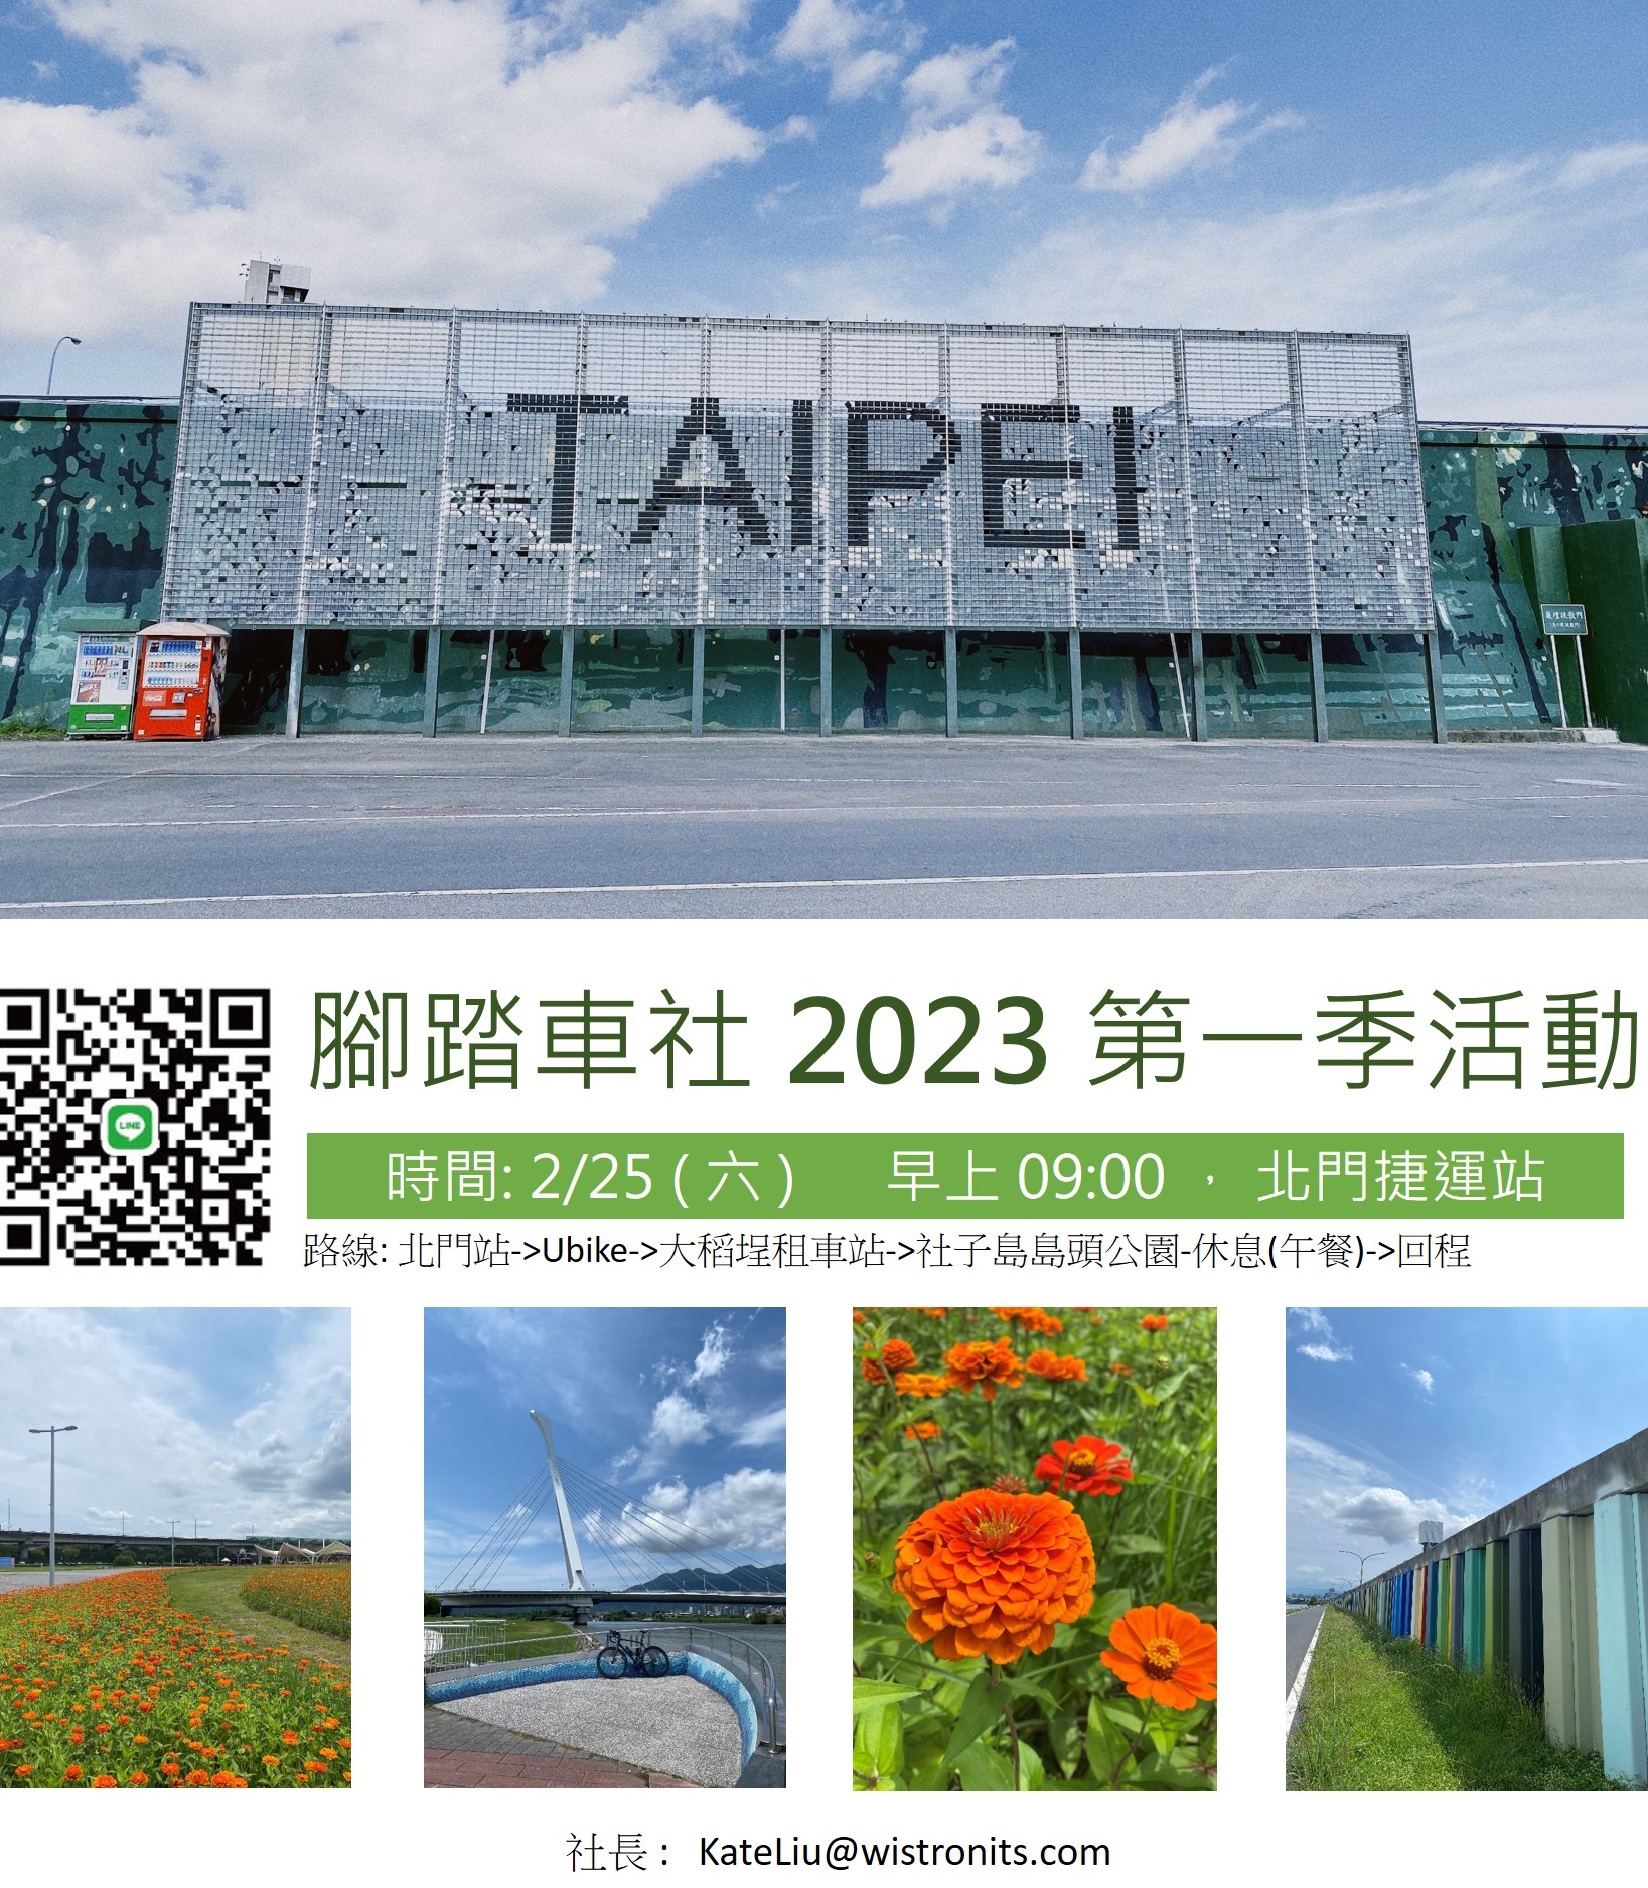 TAIPEI
腳踏車社 2023 第一季活動
LINE
時間: 2/25 ( 六 ) 早上 09:00 ， 北門捷運站
路線: 北門站->Ubike->大稻埕租車站->社子島島頭公園-休息(午餐)->回程
社長 : KateLiu@wistronits.com